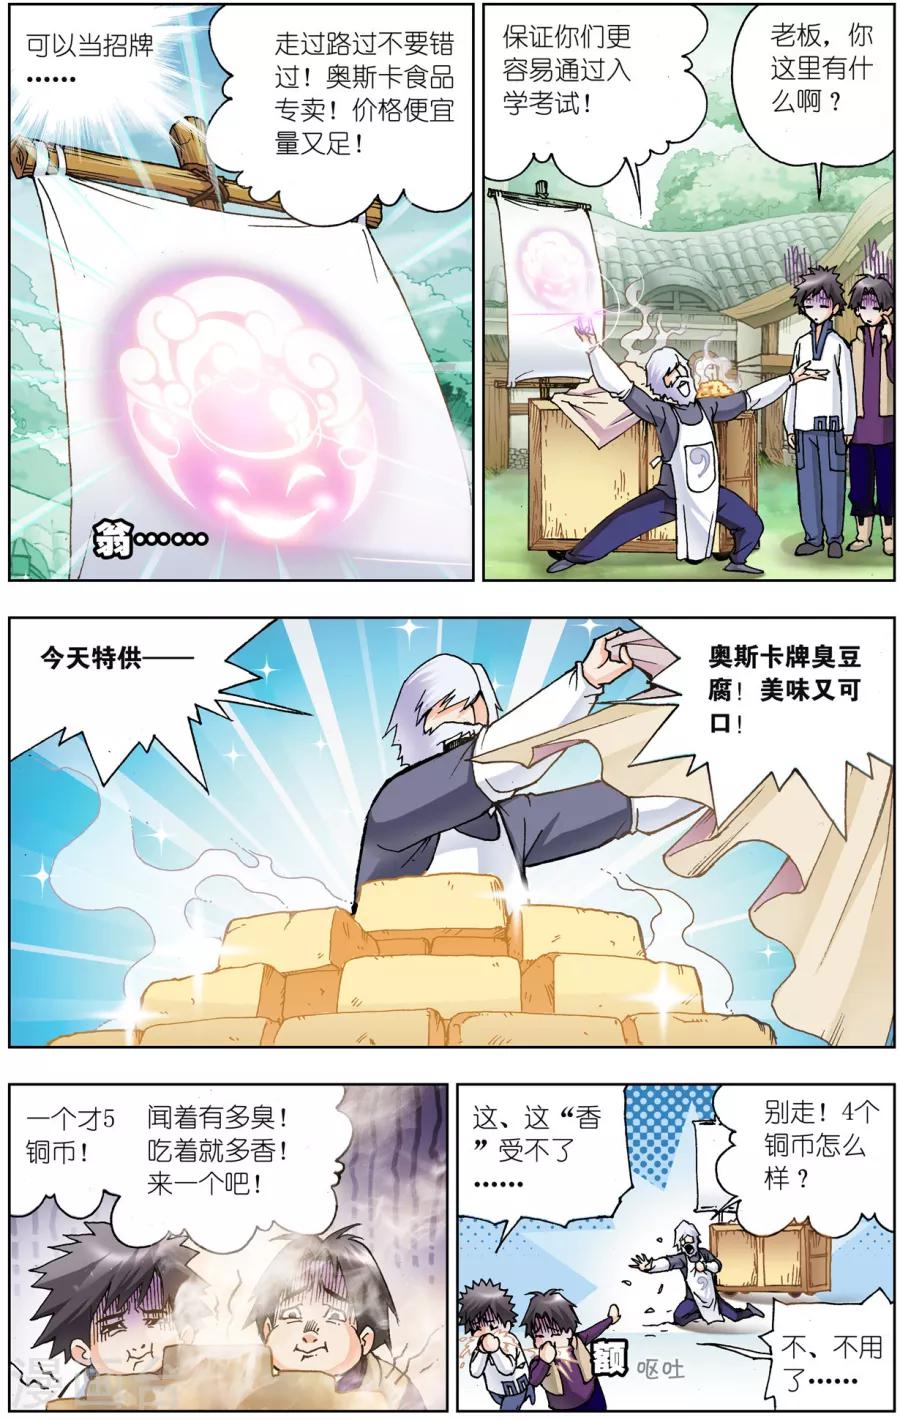 可以当招牌
……
走过路过不要错
过！奥斯卡食品
专卖！价格便宜
量又足！
翁……
保证你们更
容易通过入
学考试！
老板，你
这里有什
么啊？
今天特供——
奥斯卡牌臭豆
腐！美味又可
口！
一个才5
铜币！
闻着有多臭！
吃着就多香！
来一个吧！
这、这“香
”受不了
……
别走！4个
铜币怎么
样？
额
呕吐
不、不用
了……